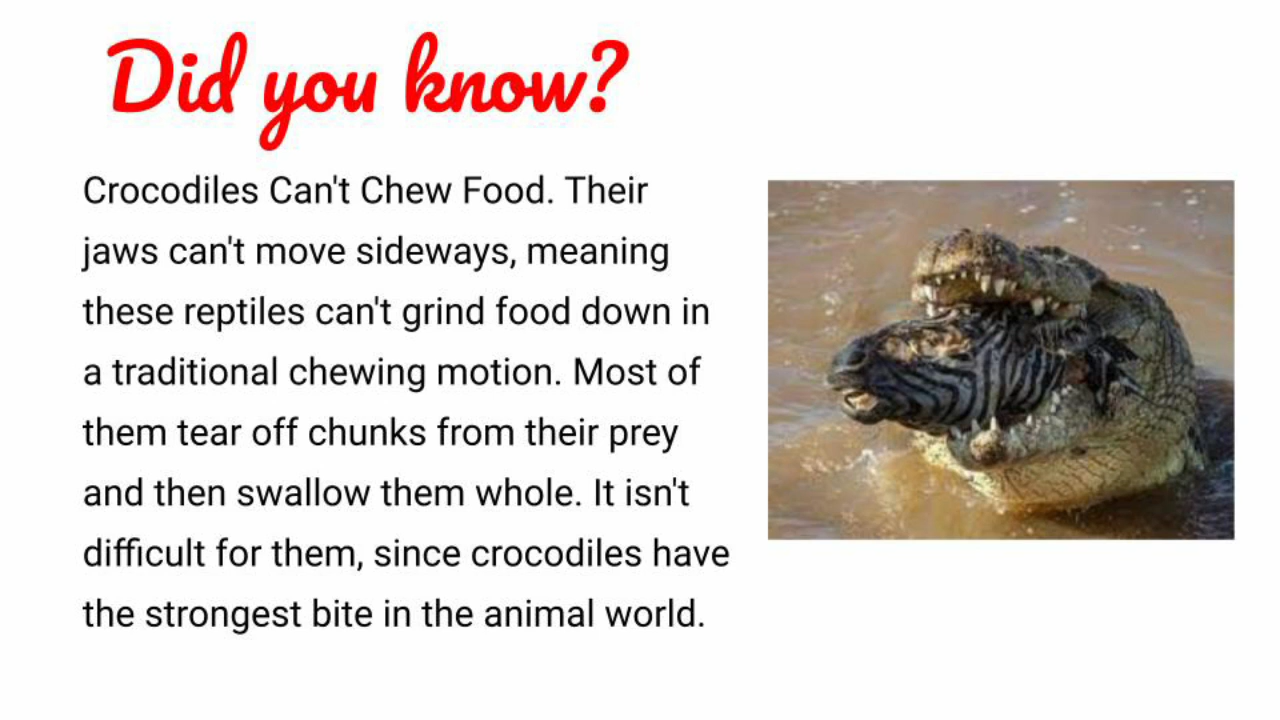 Did you know?
Crocodiles Can't Chew Food. Their
jaws can't move sideways, meaning
these reptiles can't grind food down in
a traditional chewing motion. Most of
them tear off chunks from their prey
and then swallow them whole. It isn't
difficult for them, since crocodiles have
the strongest bite in the animal world.